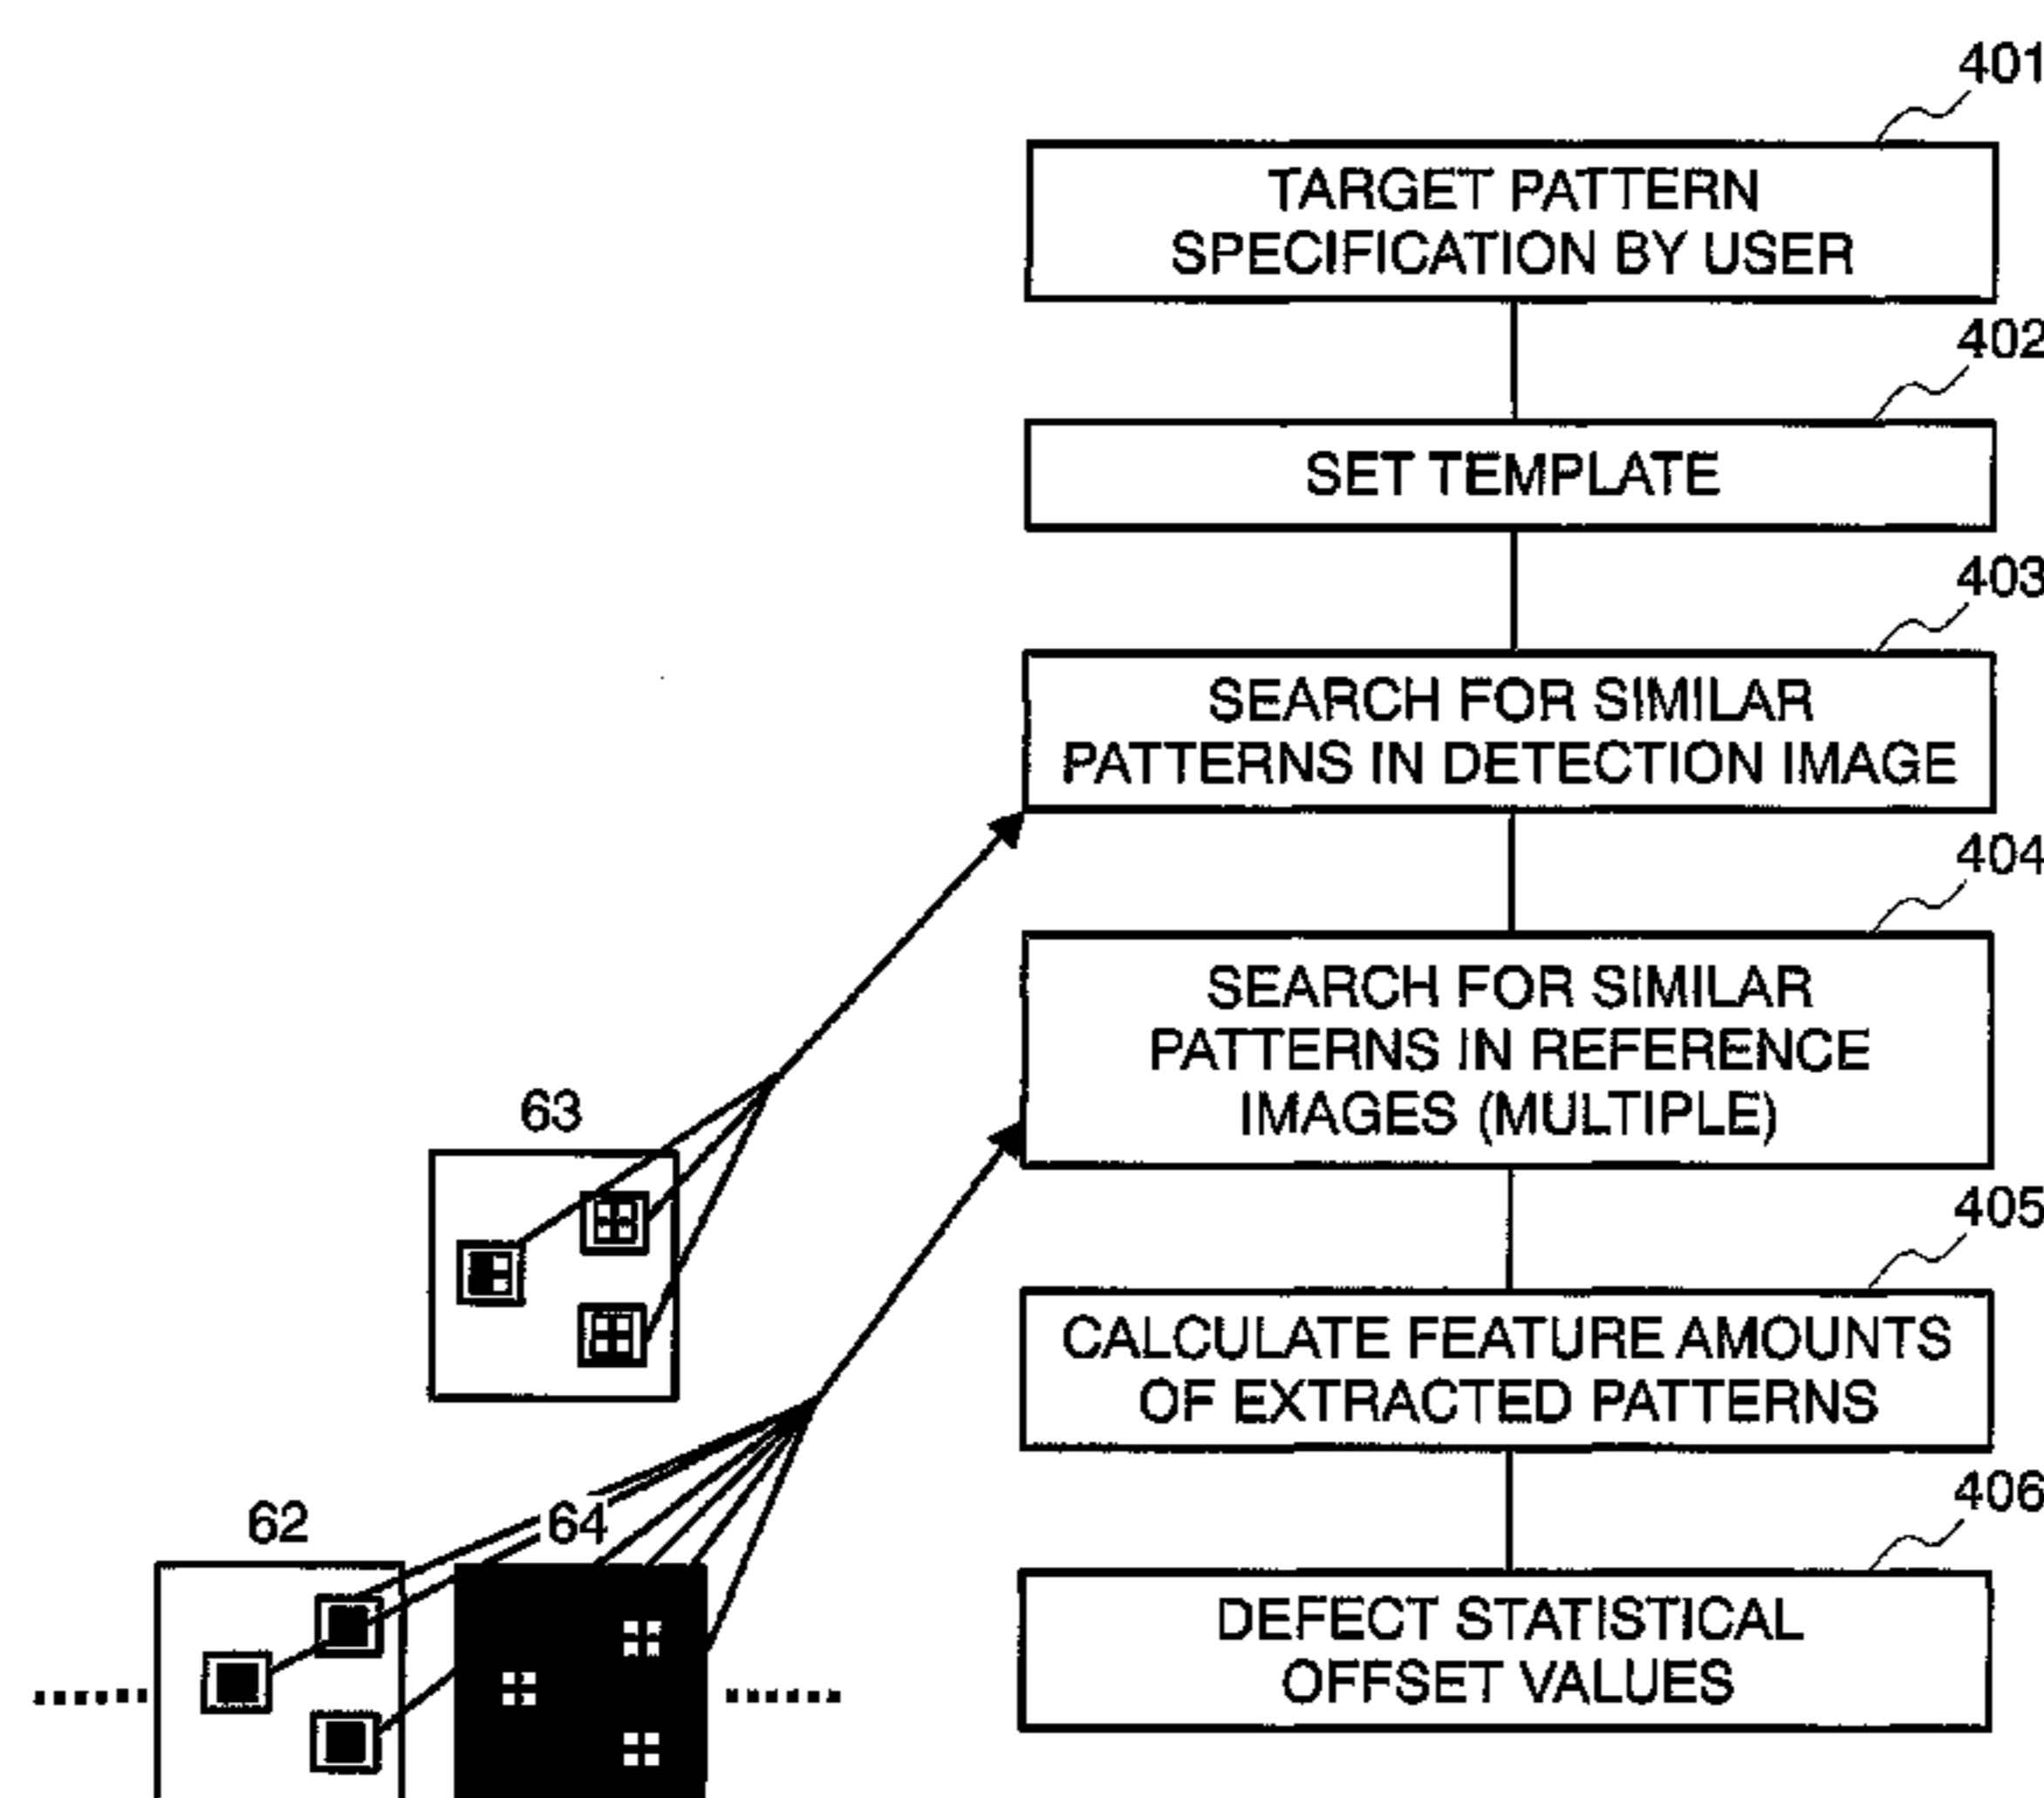 401
TARGET PATTERN
SPECIFICATION BY USER
402
SET TEMPLATE
403
SEARCH FOR SIMILAR
PATTERNS IN DETECTION IMAGE
404
SEARCH FOR SIMILAR
PATTERNS IN REFERENCE
IMAGES (MULTIPLE)
63
405
CALCULATE FEATURE AMOUNTS
OF EXTRACTED PATTERNS
62
64
406
DEFECT STATISTICAL
OFFSET VALUES